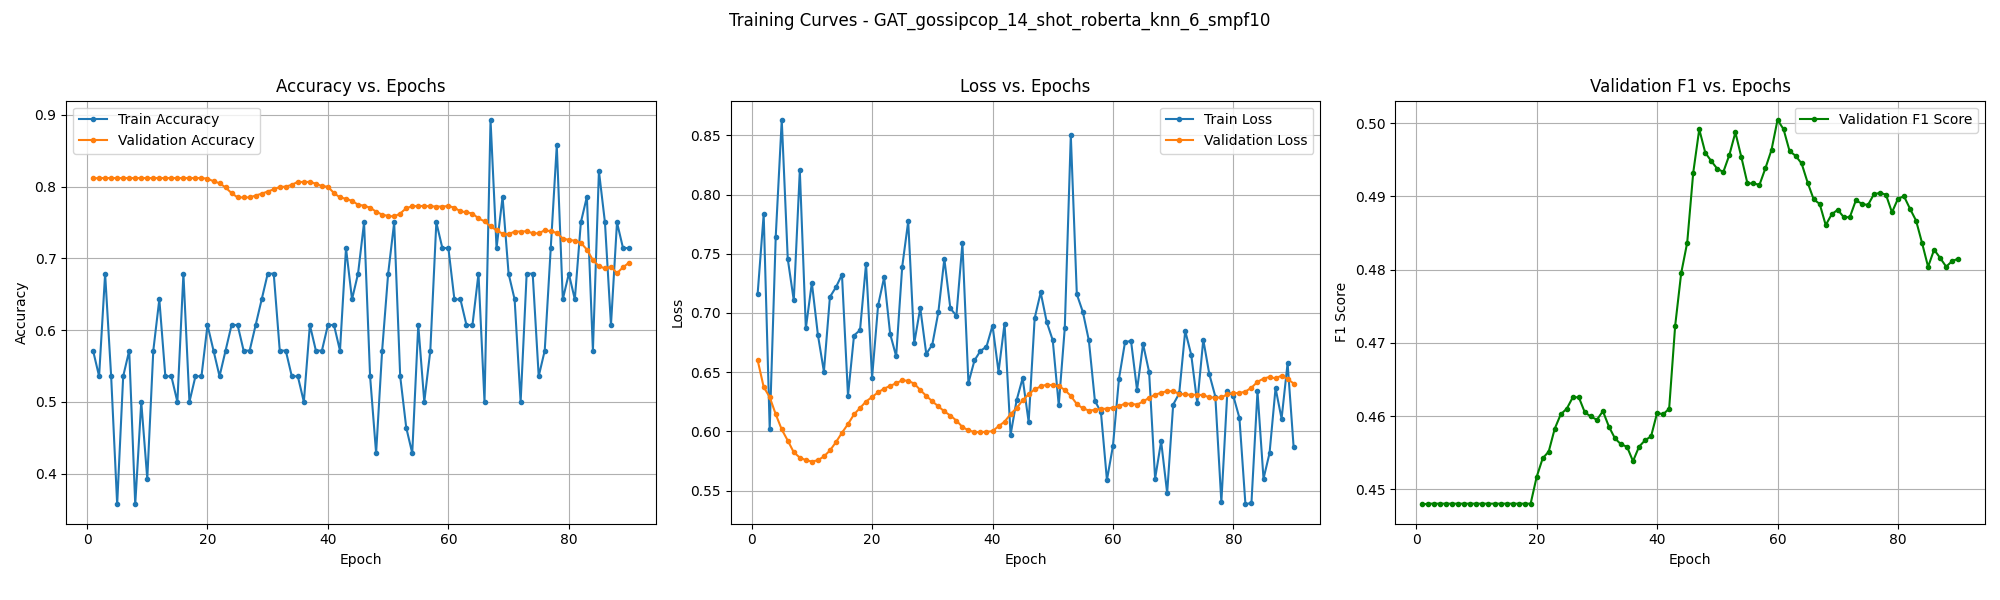 Training Curves - GAT_gossipcop_14_shot_roberta_knn_6_smpf10
Accuracy vs. Epochs
Train Accuracy
Validation Accuracy
Accuracy
0.9
0.8
0.7
0.6
0.5
0.4
0 20 40 60 80
Epoch
Loss vs. Epochs
Train Loss
Validation Loss
Loss
0.85
0.80
0.75
0.70
0.65
0.60
0.55
0 20 40 60 80
Epoch
Validation F1 vs. Epochs
Validation F1 Score
F1 Score
0.50
0.49
0.48
0.47
0.46
0.45
0 20 40 60 80
Epoch